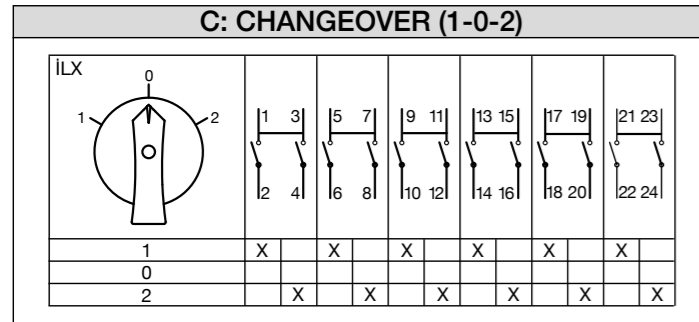 C: CHANGEOVER (1-0-2)
İLX
0
1 2
1 3 5 7 9 11 13 15 17 19 21 23
2 4 6 8 10 12 14 16 18 20 22 24
1 X X X X X X
0
2 X X X X X X